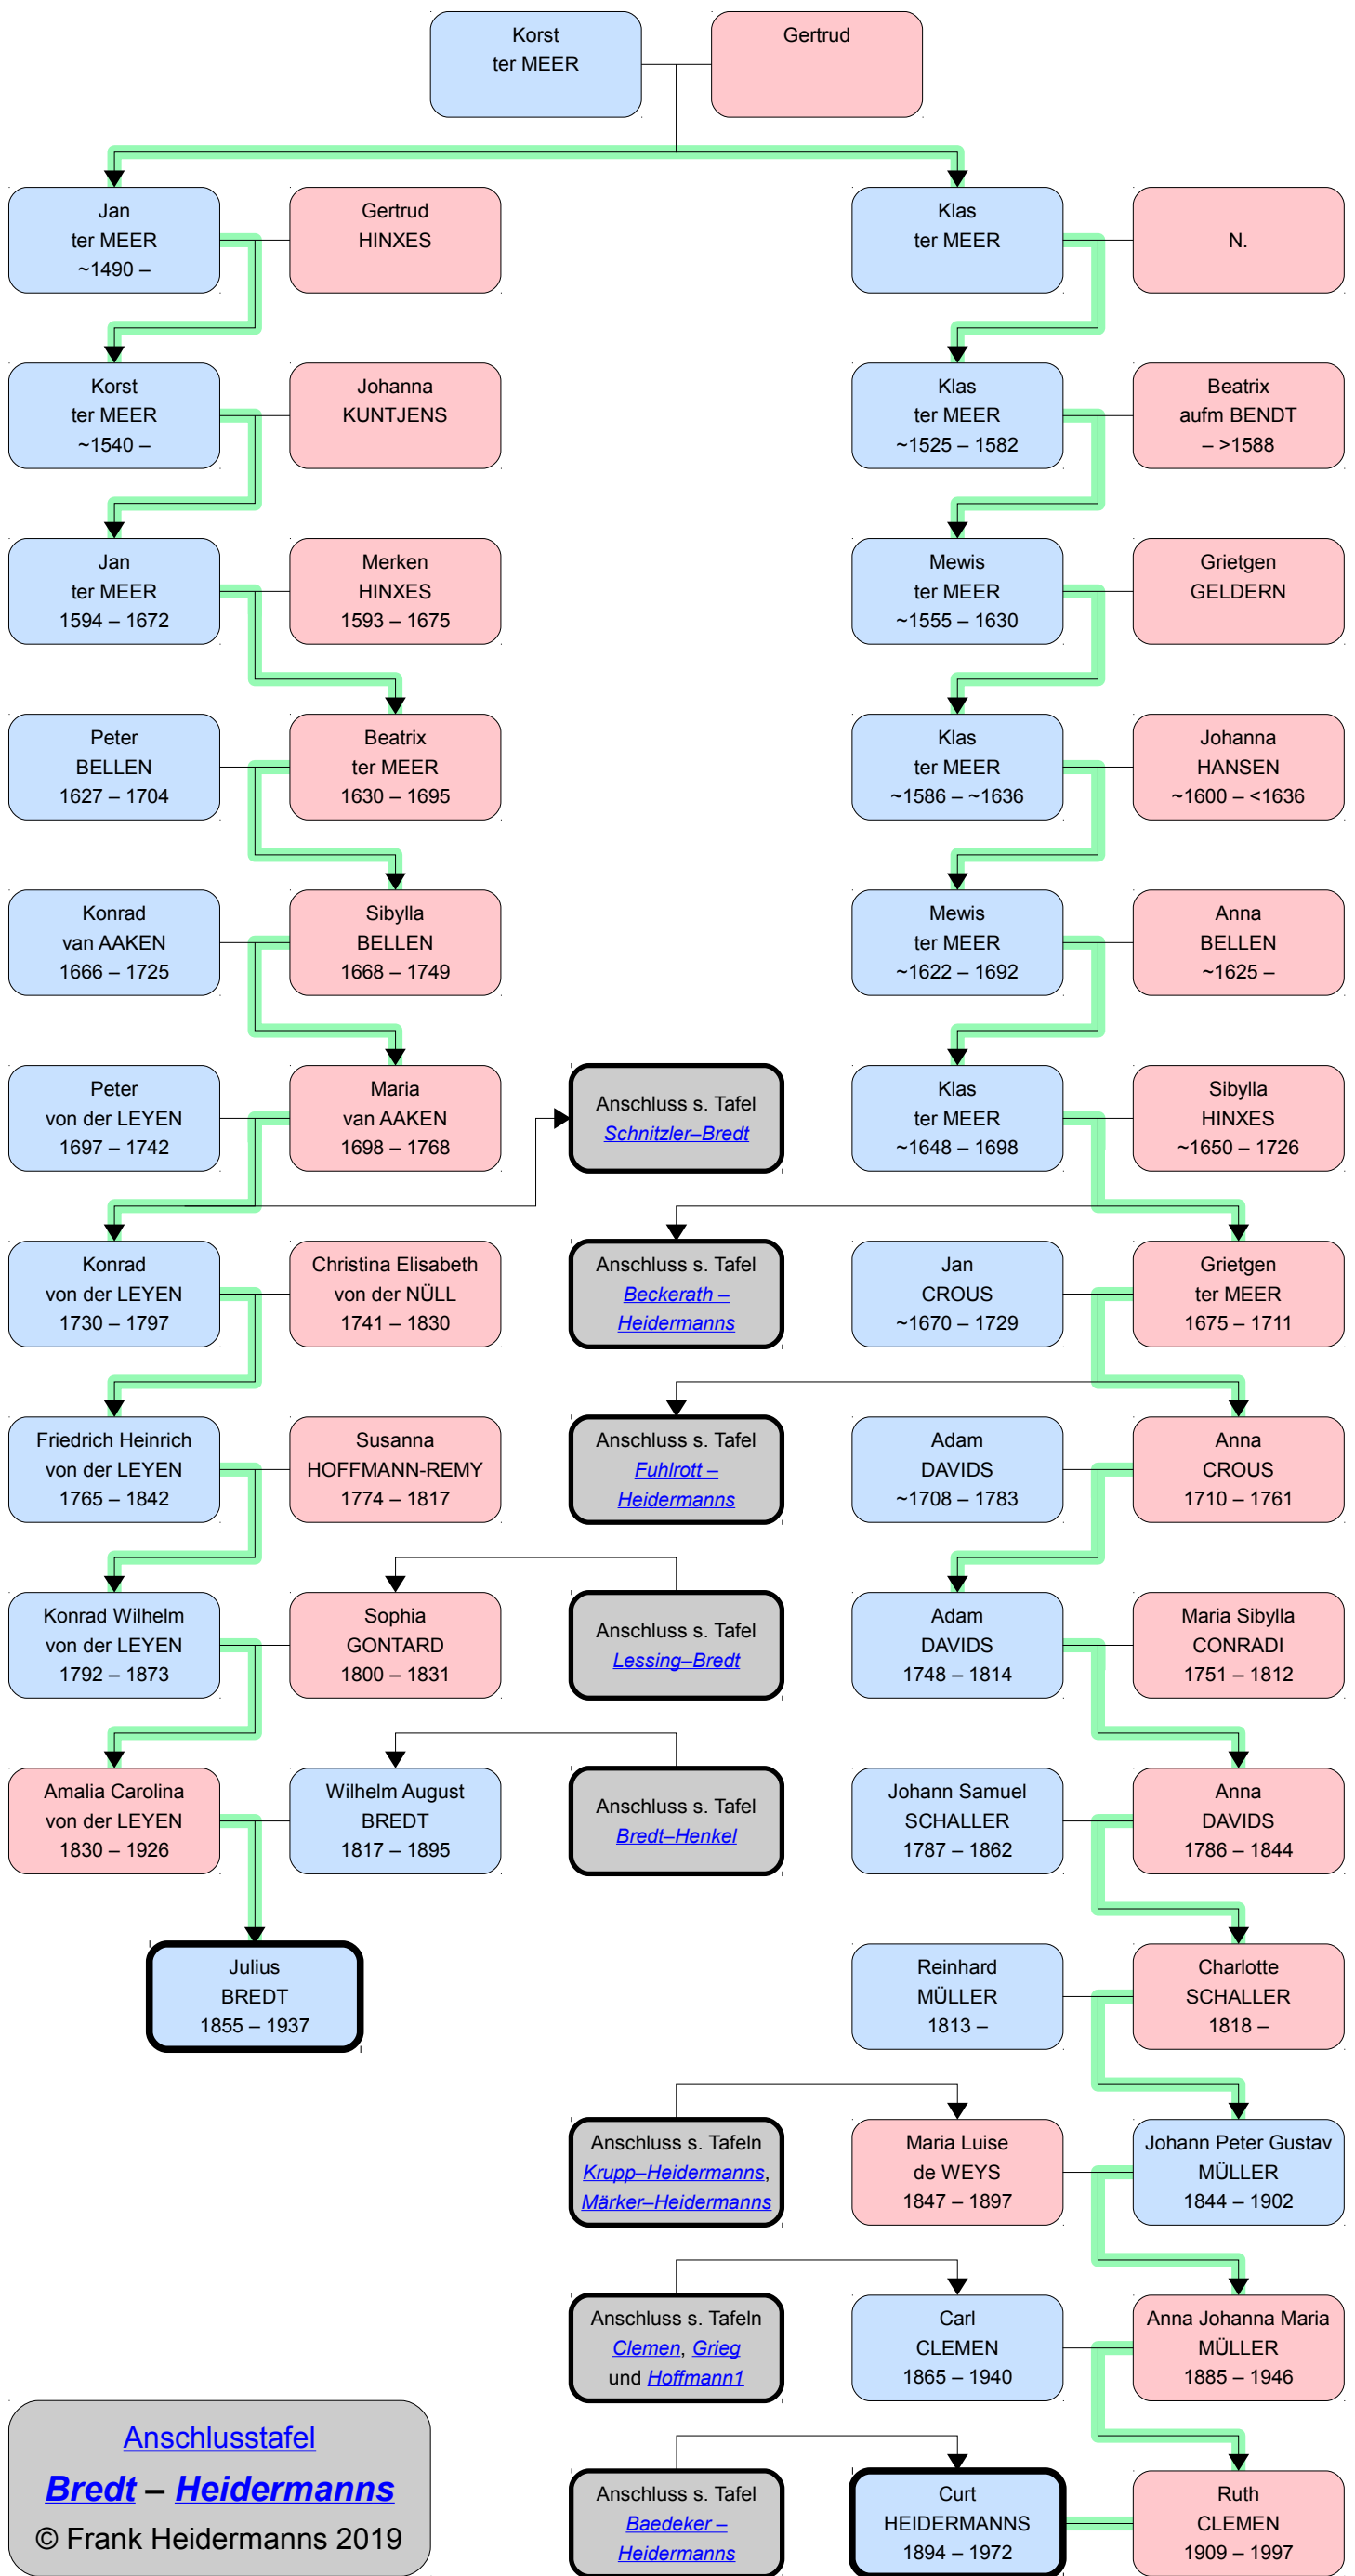 Korst
ter MEER
Gertrud
Jan
ter MEER
~1490 –
Gertrud
HINXES
Klas
ter MEER
N.
Korst
ter MEER
~1540 –
Johanna
KUNTJENS
Klas
ter MEER
~1525 – 1582
Beatrix
aufm BENDT
– >1588
Jan
ter MEER
1594 – 1672
Merken
HINXES
1593 – 1675
Mewis
ter MEER
~1555 – 1630
Grietgen
GELDERN
Peter
BELLEN
1627 – 1704
Beatrix
ter MEER
1630 – 1695
Klas
ter MEER
~1586 – ~1636
Johanna
HANSEN
~1600 – <1636
Konrad
van AAKEN
1666 – 1725
Sibylla
BELLEN
1668 – 1749
Mewis
ter MEER
~1622 – 1692
Anna
BELLEN
~1625 –
Peter
von der LEYEN
1697 – 1742
Maria
van AAKEN
1698 – 1768
Anschluss s. Tafel
Schnitzler–Bredt
Klas
ter MEER
~1648 – 1698
Sibylla
HINXES
~1650 – 1726
Konrad
von der LEYEN
1730 – 1797
Christina Elisabeth
von der NÜLL
1741 – 1830
Anschluss s. Tafel
Beckerath –
Heidermanns
Jan
CROUS
~1670 – 1729
Grietgen
ter MEER
1675 – 1711
Friedrich Heinrich
von der LEYEN
1765 – 1842
Susanna
HOFFMANN-REMY
1774 – 1817
Anschluss s. Tafel
Fuhlrott –
Heidermanns
Adam
DAVIDS
~1708 – 1783
Anna
CROUS
1710 – 1761
Konrad Wilhelm
von der LEYEN
1792 – 1873
Sophia
GONTARD
1800 – 1831
Anschluss s. Tafel
Lessing–Bredt
Adam
DAVIDS
1748 – 1814
Maria Sibylla
CONRADI
1751 – 1812
Amalia Carolina
von der LEYEN
1830 – 1926
Wilhelm August
BREDT
1817 – 1895
Anschluss s. Tafel
Bredt–Henkel
Johann Samuel
SCHALLER
1787 – 1862
Anna
DAVIDS
1786 – 1844
Julius
BREDT
1855 – 1937
Reinhard
MÜLLER
1813 –
Charlotte
SCHALLER
1818 –
Anschluss s. Tafeln
Krupp–Heidermanns,
Märker–Heidermanns
Maria Luise
de WEYS
1847 – 1897
Johann Peter Gustav
MÜLLER
1844 – 1902
Anschluss s. Tafeln
Clemen, Grieg
und Hoffmann1
Carl
CLEMEN
1865 – 1940
Anna Johanna Maria
MÜLLER
1885 – 1946
Anschlusstafel
Bredt – Heidermanns
© Frank Heidermanns 2019
Anschluss s. Tafel
Baedeker –
Heidermanns
Curt
HEIDERMANNS
1894 – 1972
Ruth
CLEMEN
1909 – 1997